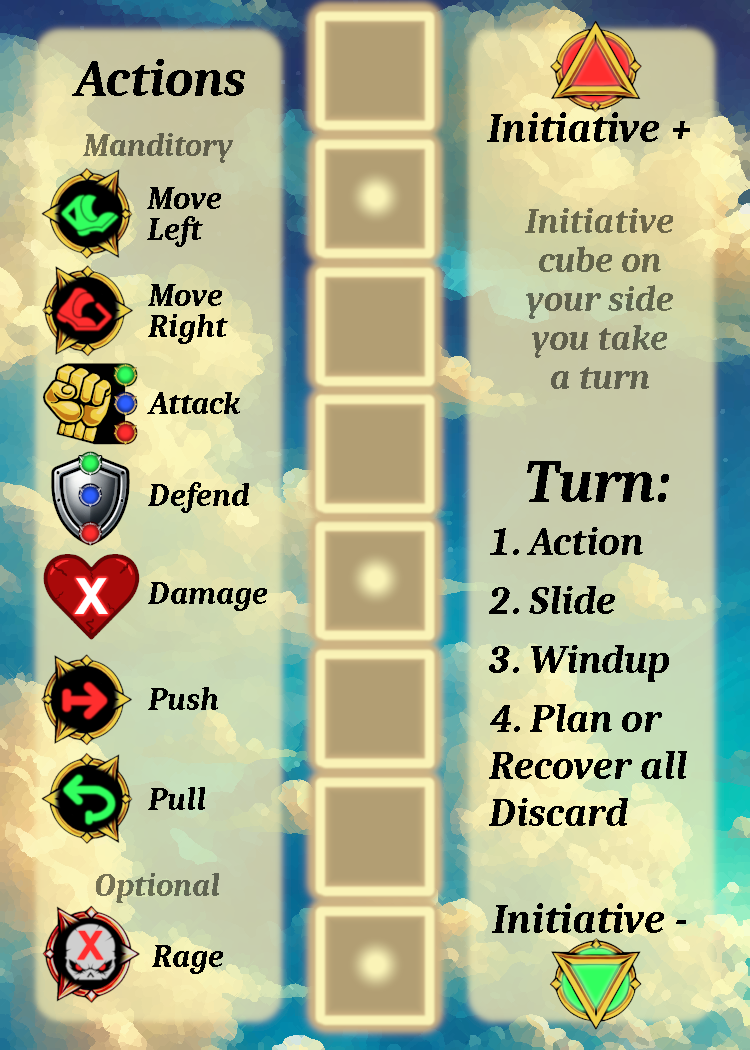 Actions
Manditory
Move
Left
Move
Right
Attack
Defend
X
Damage
Push
Pull
Optional
X
Rage
Initiative +
Initiative
cube on
your side
you take
a turn
Turn:
1. Action
2. Slide
3. Windup
4. Plan or
Recover all
Discard
Initiative -